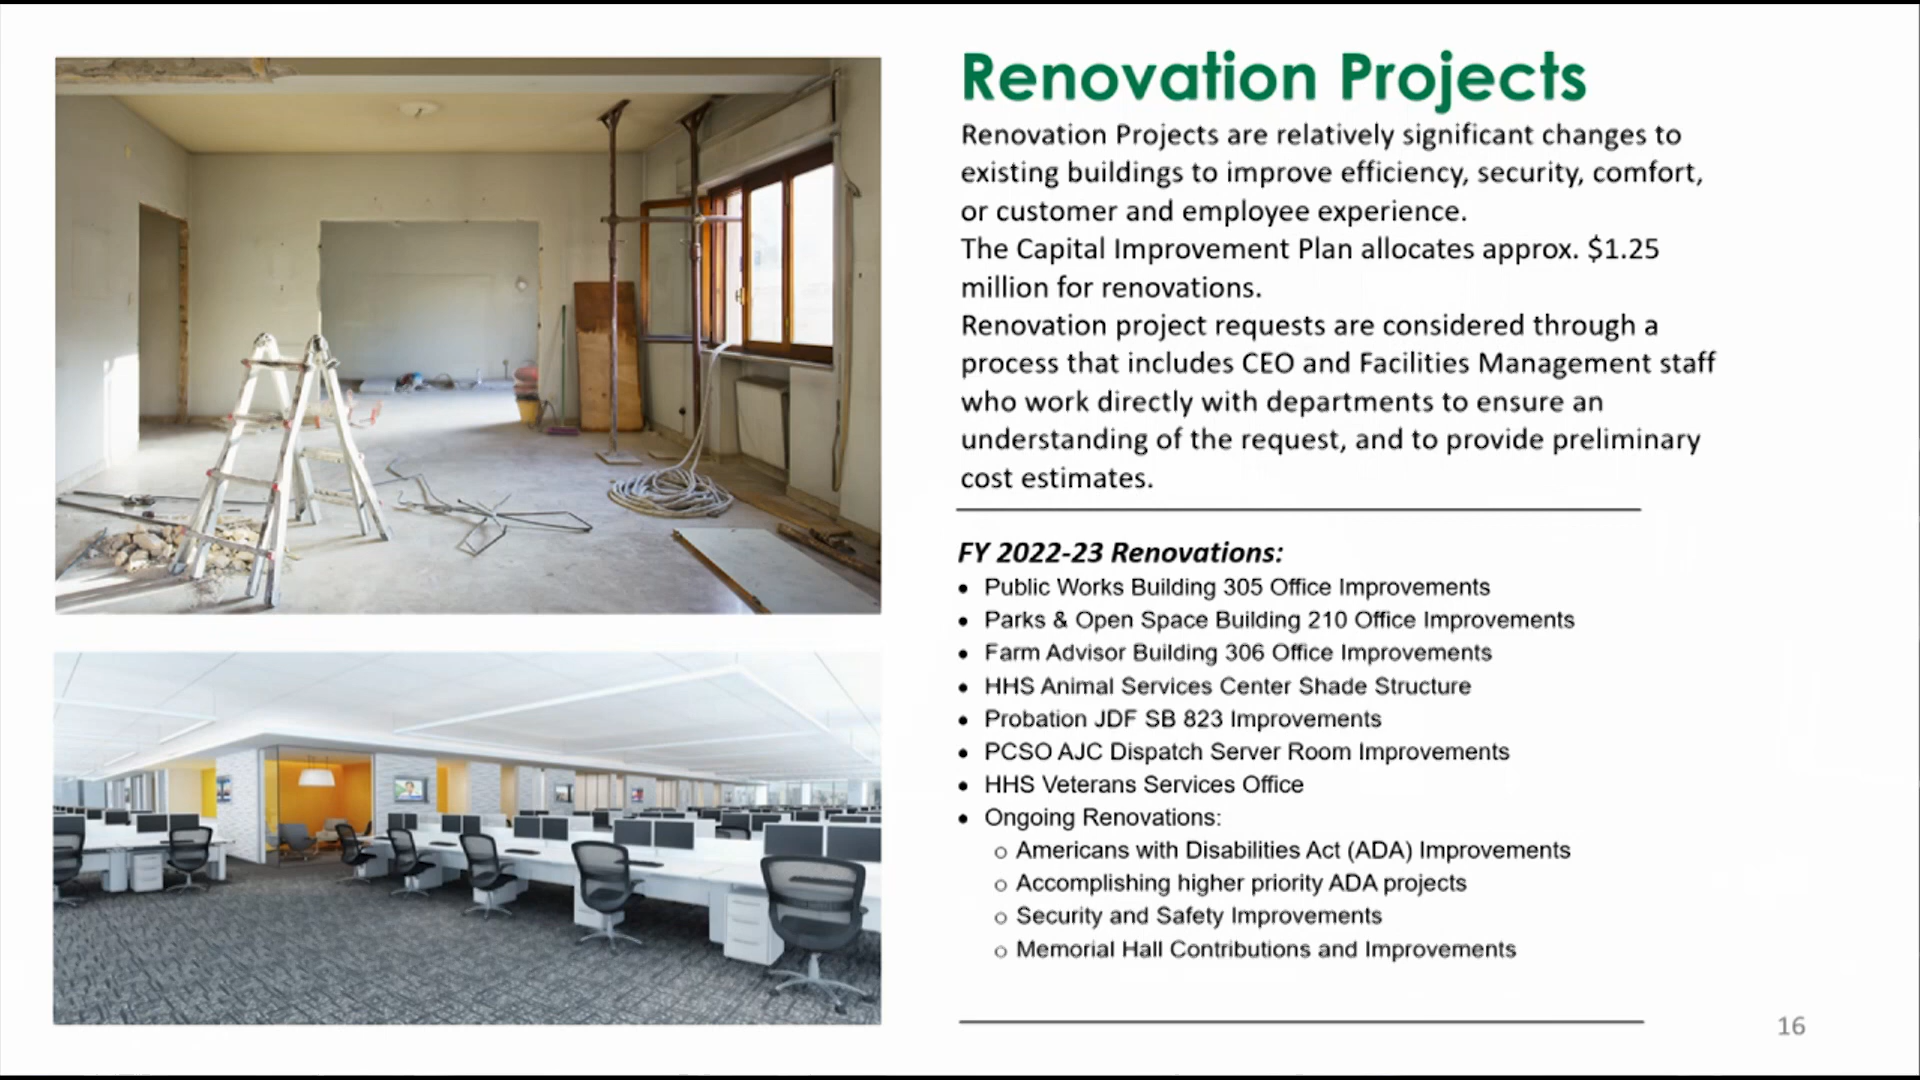 Renovation Projects
Renovation Projects are relatively significant changes to
existing buildings to improve efficiency, security, comfort,
or customer and employee experience.
The Capital Improvement Plan allocates approx. $1.25
million for renovations.
Renovation project requests are considered through a
process that includes CEO and Facilities Management staff
who work directly with departments to ensure an
understanding of the request, and to provide preliminary
cost estimates.
FY 2022-23 Renovations:
• Public Works Building 305 Office Improvements
• Parks & Open Space Building 210 Office Improvements
• Farm Advisor Building 306 Office Improvements
• HHS Animal Services Center Shade Structure
• Probation JDF SB 823 Improvements
• PCSO AJC Dispatch Server Room Improvements
• HHS Veterans Services Office
• Ongoing Renovations:
○ Americans with Disabilities Act (ADA) Improvements
○ Accomplishing higher priority ADA projects
○ Security and Safety Improvements
○ Memorial Hall Contributions and Improvements
16